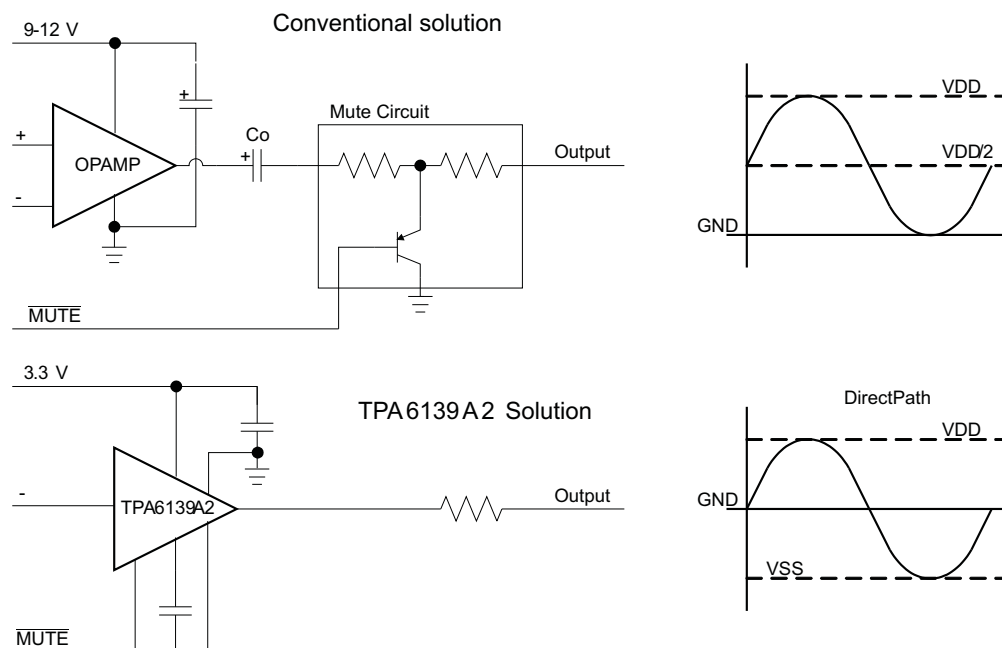 Conventional solution
9-12 V
+
+
-
OPAMP
Co
+
Mute Circuit
Output
MUTE
VDD
VDD/2
GND
3.3 V
TPA6139A2 Solution
-
TPA6139A2
Output
MUTE
DirectPath
VDD
GND
VSS